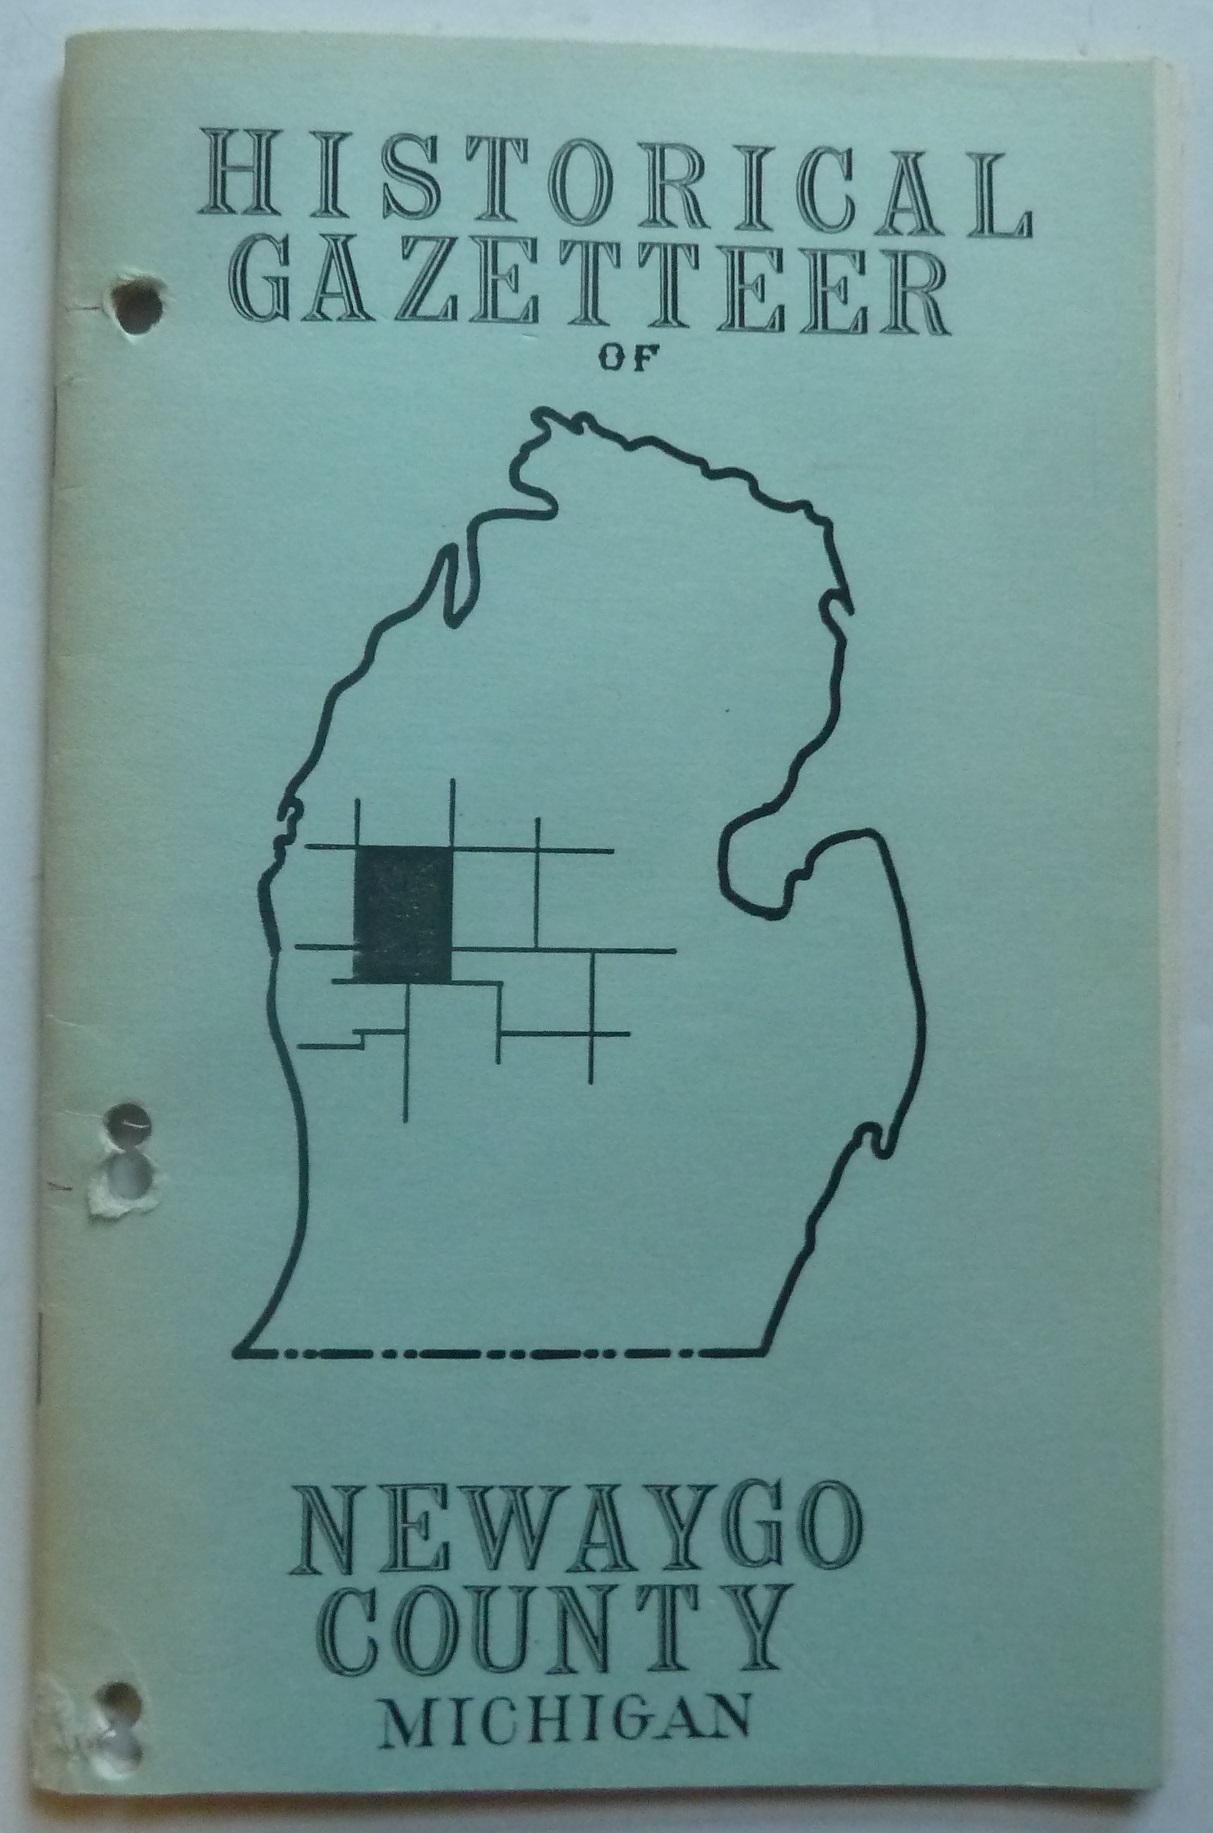 HISTORICAL
GAZETTEER
OF
NEWAYGO
COUNTY
MICHIGAN